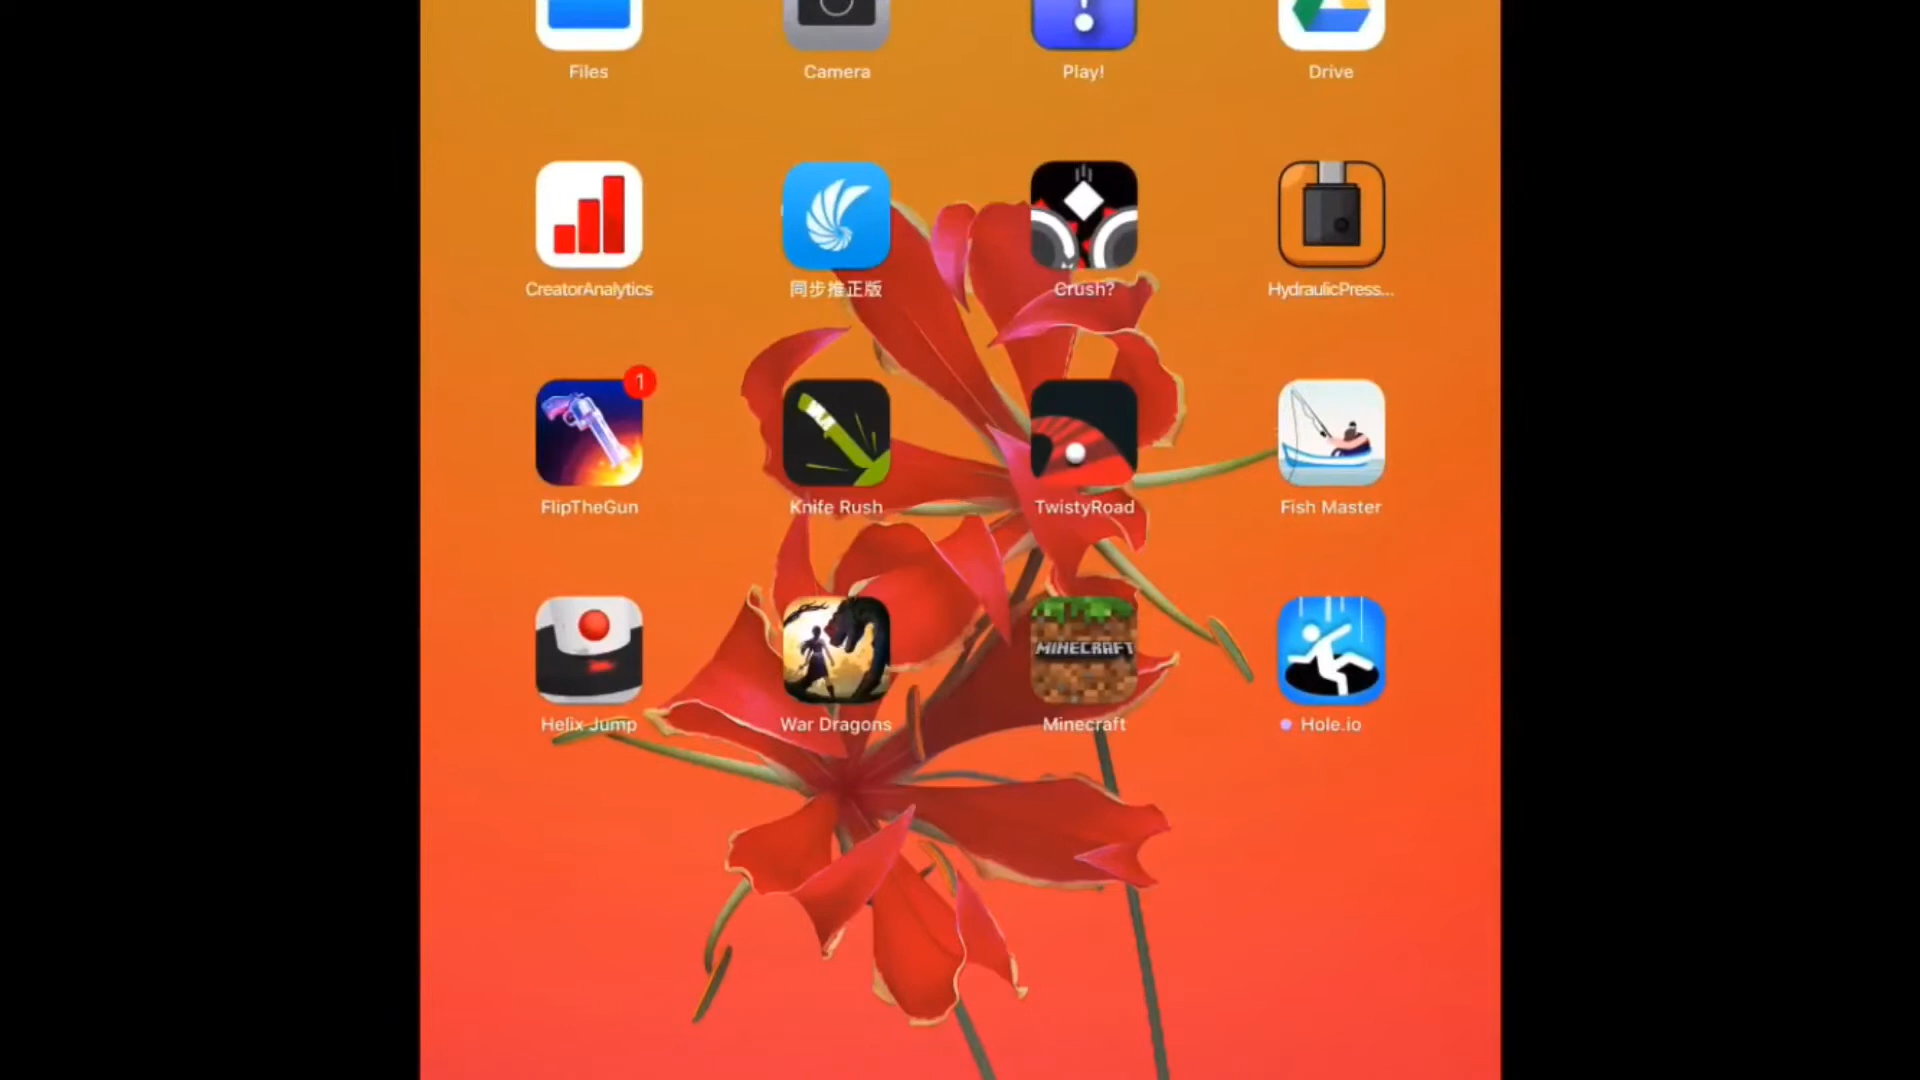 Files
Camera
Play!
Drive
CreatorAnalytics
同步推正版
Crush?
HydraulicPress...
1
FlipTheGun
Knife Rush
TwistyRoad
Fish Master
MINECRAFT
Helix Jump
War Dragons
Minecraft
Hole.io